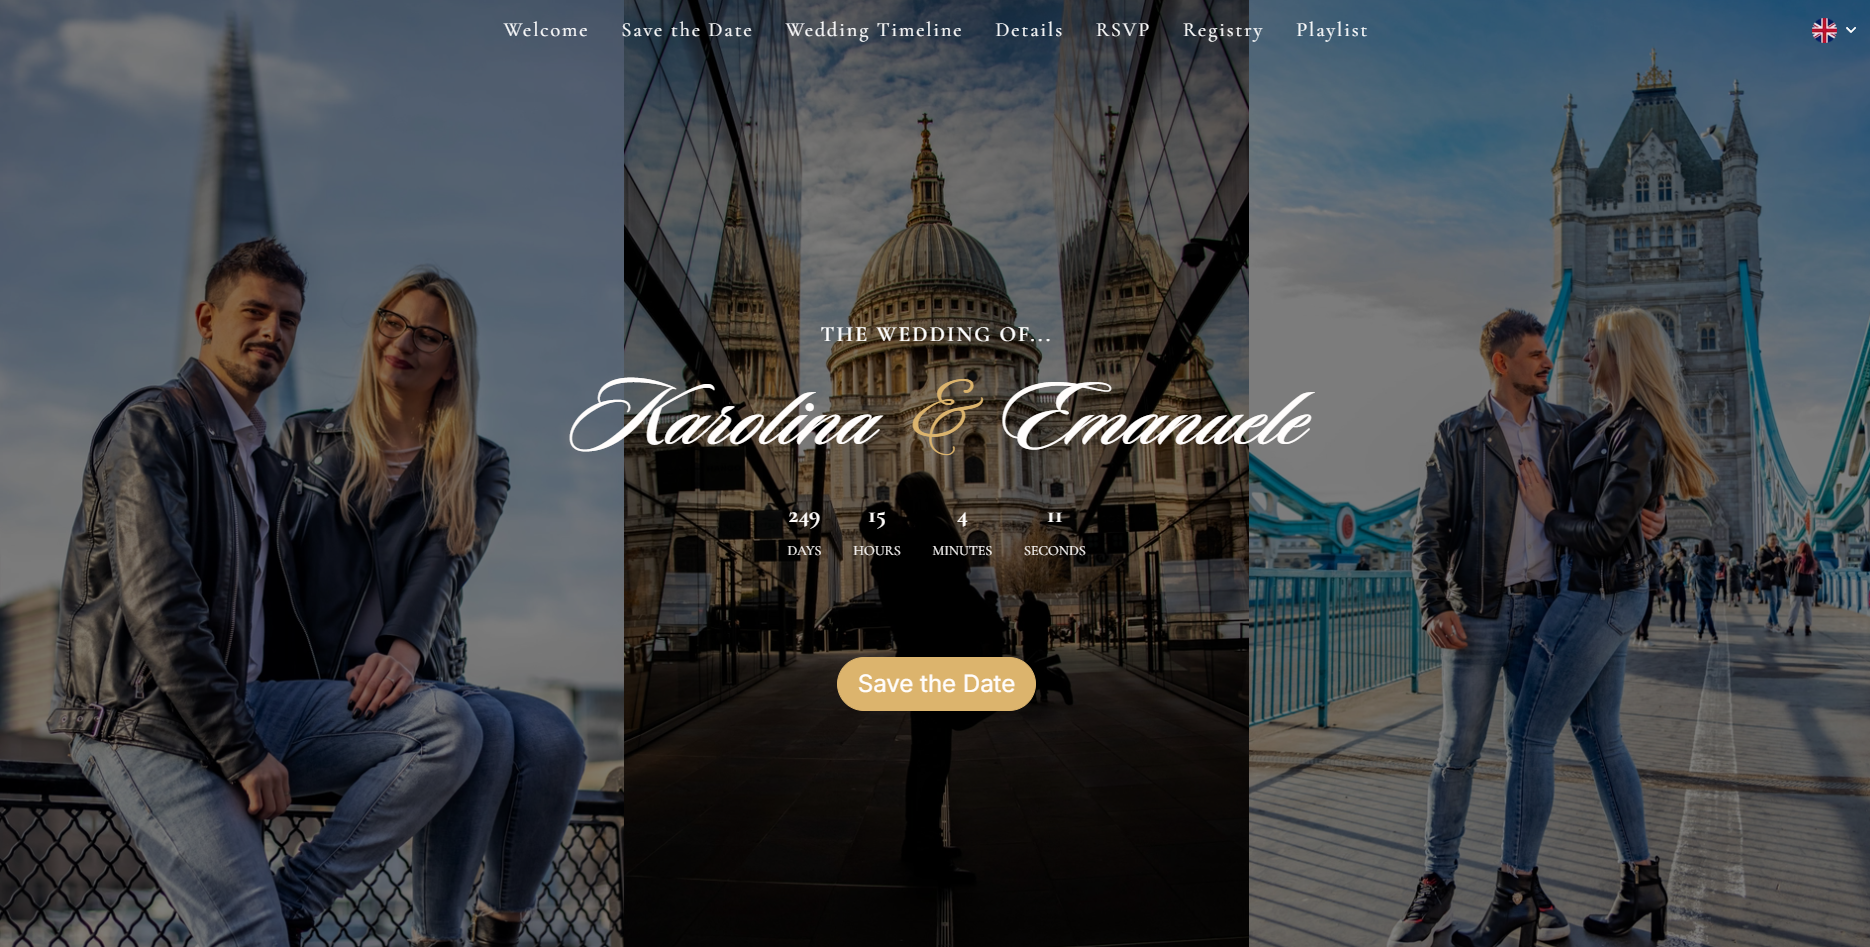 Welcome Save the Date Wedding Timeline Details RSVP Registry Playlist
THE WEDDING OF...
Karolina & Emanuele
249 15 4 11
DAYS HOURS MINUTES SECONDS
Save the Date